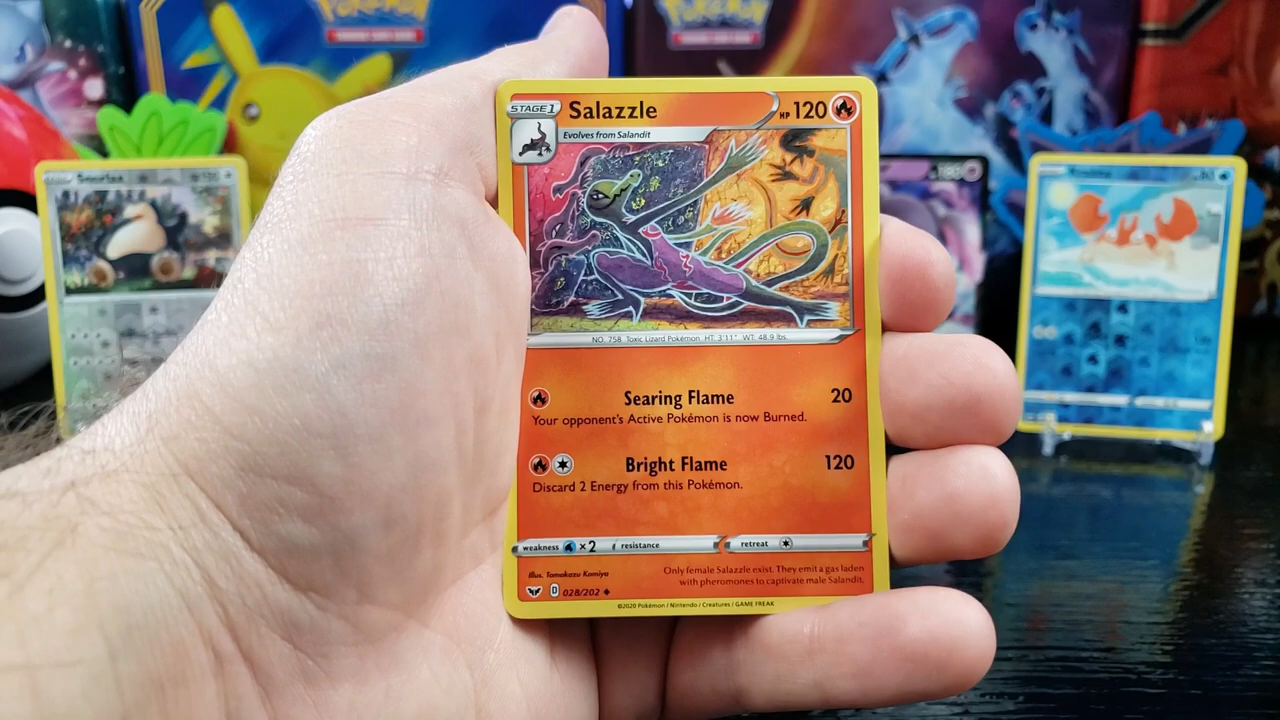 Pokémon
Pokémon
STAGE 1
Salazzle
HP 120
Evolves from Salandit
Snorlax
NO. 758 Toxic Lizard Pokémon HT: 3'11" WT: 48.9 lbs.
Searing Flame 20
Your opponent's Active Pokémon is now Burned.
Bright Flame 120
Discard 2 Energy from this Pokémon.
weakness ×2 resistance retreat
Illus. Tomokazu Komiya
Only female Salazzle exist. They emit a gas laden
with pheromones to captivate male Salandit.
D 028/202
©2020 Pokémon / Nintendo / Creatures / GAME FREAK